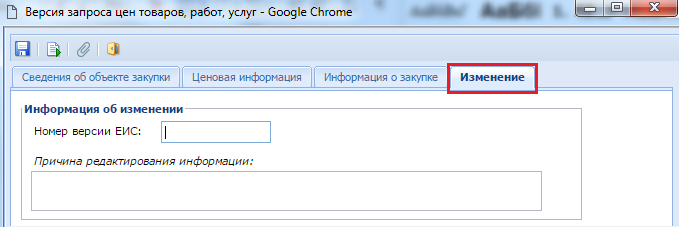 Версия запроса цен товаров, работ, услуг - Google Chrome
Сведения об объекте закупки Ценовая информация Информация о закупке Изменение
Информация об изменении
Номер версии ЕИС:
Причина редактирования информации: